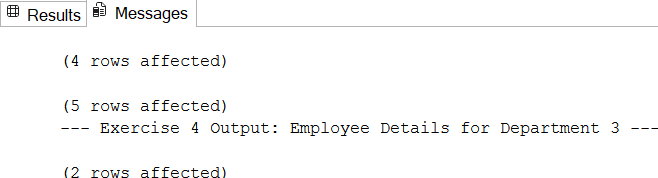 Results Messages
(4 rows affected)
(5 rows affected)
--- Exercise 4 Output: Employee Details for Department 3 ---
(2 rows affected)